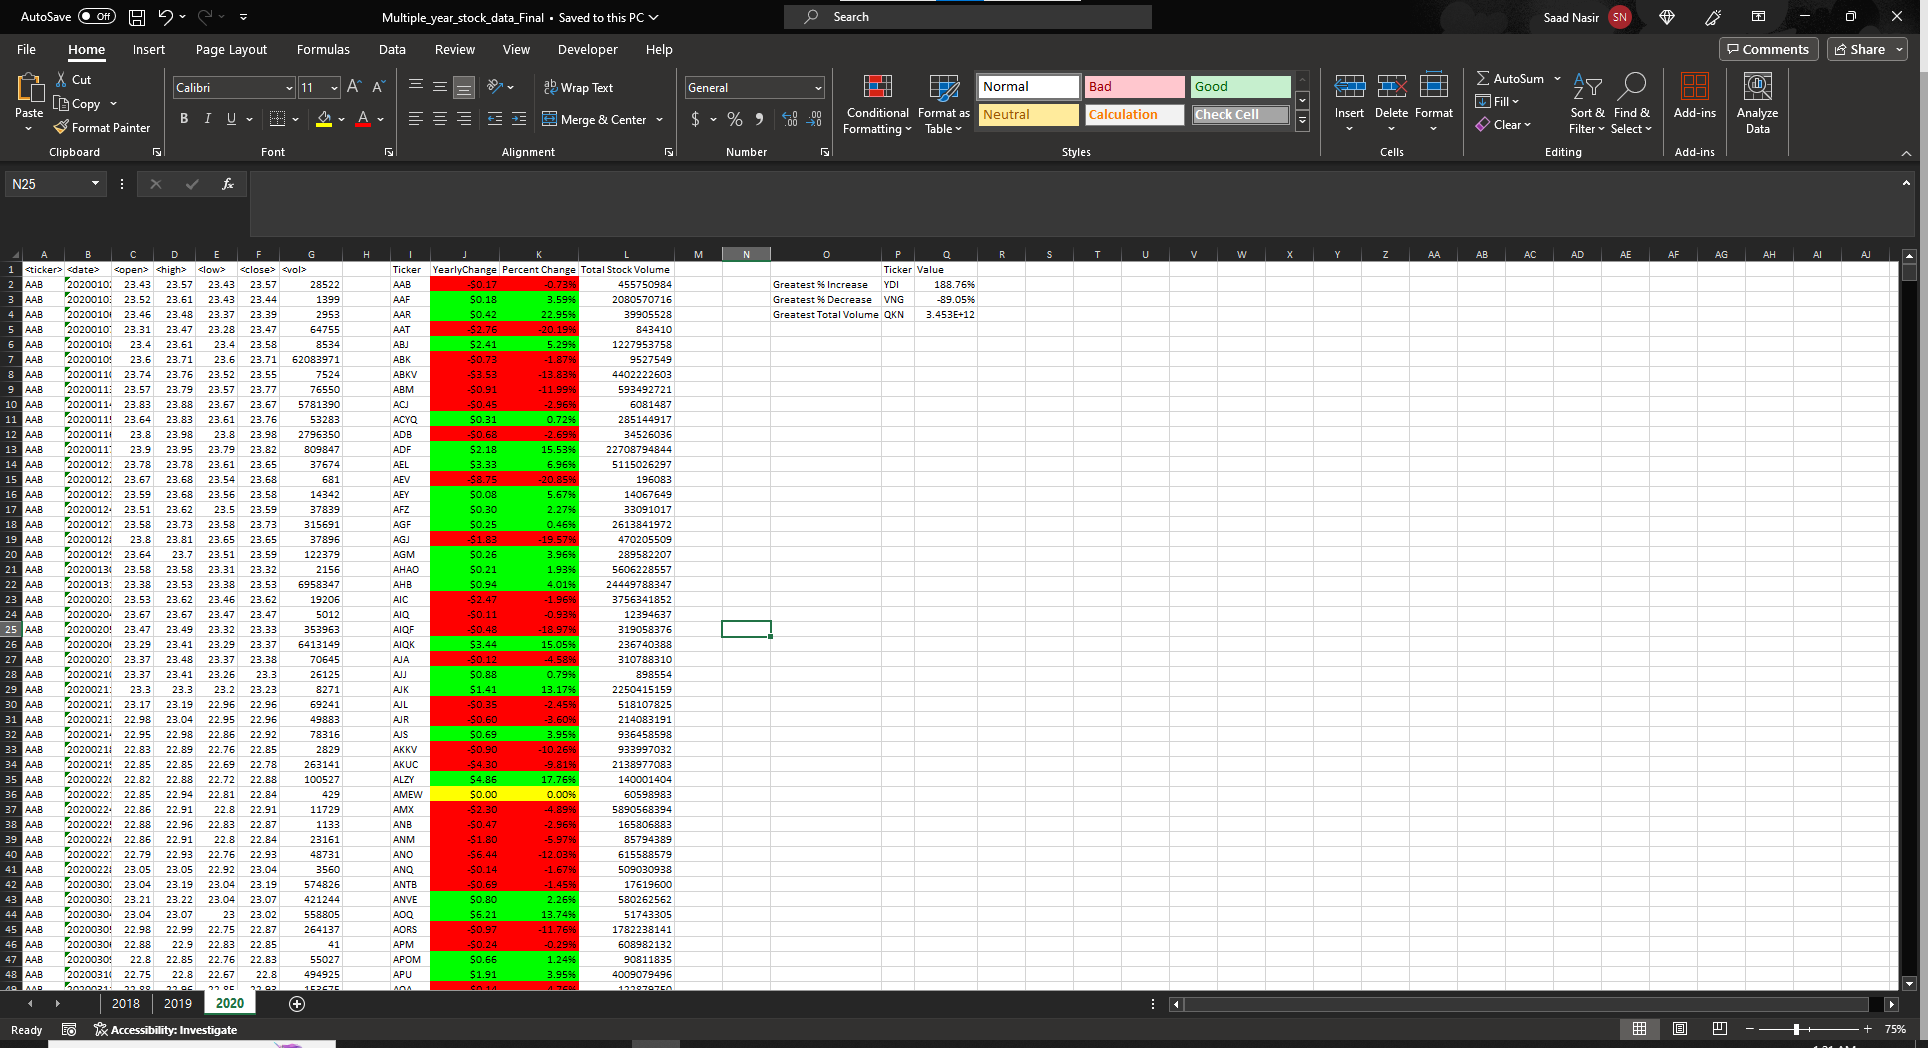 AutoSave Off Multiple_year_stock_data_Final • Saved to this PC Search Saad Nasir SN
File Home Insert Page Layout Formulas Data Review View Developer Help Comments Share
Paste Cut Copy Format Painter Clipboard
Calibri 11 B I U A Font
Wrap Text Merge & Center Alignment
General $ % Number
Conditional Formatting Format as Table Normal Bad Good Neutral Calculation Check Cell Styles
Insert Delete Format Cells
AutoSum Fill Clear Sort & Filter Find & Select Editing
Add-ins Add-ins
Analyze Data
N25 fx
A B C D E F G H I J K L M N O P Q R S T U V W X Y Z AA AB AC AD AE AF AG AH AI AJ
1 <ticker> <date> <open> <high> <low> <close> <vol> Ticker YearlyChange Percent Change Total Stock Volume Ticker Value
2 AAB 2020010 23.43 23.57 23.43 23.57 28522 AAB -$0.17 -0.73% 455750984 Greatest % Increase YDI 188.76%
3 AAB 2020010 23.52 23.61 23.43 23.44 1399 AAF $0.18 3.59% 2080570716 Greatest % Decrease VNG -89.05%
4 AAB 2020010 23.46 23.48 23.37 23.39 2953 AAR $0.42 22.95% 39905528 Greatest Total Volume QKN 3.453E+12
5 AAB 2020010 23.31 23.47 23.28 23.47 64755 AAT -$2.76 -20.19% 843410
6 AAB 2020010 23.4 23.61 23.4 23.58 8534 ABJ $2.41 5.29% 1227953758
7 AAB 2020010 23.6 23.71 23.6 23.71 62083971 ABK -$0.73 -1.87% 9527549
8 AAB 2020011 23.74 23.76 23.52 23.55 7524 ABKV -$3.53 -13.83% 4402222603
9 AAB 2020011 23.57 23.79 23.57 23.77 76550 ABM -$0.91 -11.99% 593492721
10 AAB 2020011 23.83 23.88 23.67 23.67 5781390 ACJ -$0.45 -2.96% 6081487
11 AAB 2020011 23.64 23.83 23.61 23.76 53283 ACYQ $0.31 0.72% 285144917
12 AAB 2020011 23.8 23.98 23.8 23.98 2796350 ADB -$0.68 -2.69% 34526036
13 AAB 2020011 23.9 23.95 23.79 23.82 809847 ADF $2.18 15.53% 22708794844
14 AAB 2020012 23.78 23.78 23.61 23.65 37674 AEL $3.33 6.96% 5115026297
15 AAB 2020012 23.67 23.68 23.54 23.68 681 AEV -$8.75 -20.85% 196083
16 AAB 2020012 23.59 23.68 23.56 23.58 14342 AEY $0.08 5.67% 14067649
17 AAB 2020012 23.51 23.62 23.5 23.59 37839 AFZ $0.30 2.27% 33091017
18 AAB 2020012 23.58 23.73 23.58 23.73 315691 AGF $0.25 0.46% 2613841972
19 AAB 2020012 23.8 23.81 23.65 23.65 37896 AGJ -$1.83 -19.57% 470205509
20 AAB 2020012 23.64 23.7 23.51 23.59 122379 AGM $0.26 3.96% 289582207
21 AAB 2020013 23.58 23.58 23.31 23.32 2156 AHAO $0.21 1.93% 5606228557
22 AAB 2020013 23.38 23.53 23.38 23.53 6958347 AHB $0.94 4.01% 24449788347
23 AAB 2020020 23.53 23.62 23.46 23.62 19206 AIC -$2.47 -1.96% 3756341852
24 AAB 2020020 23.67 23.67 23.47 23.47 5012 AIQ -$0.11 -0.93% 12394637
25 AAB 2020020 23.47 23.49 23.32 23.33 353963 AIQF -$0.48 -18.97% 319058376
26 AAB 2020020 23.29 23.41 23.29 23.37 6413149 AIQK $3.44 15.05% 236740388
27 AAB 2020020 23.37 23.48 23.37 23.38 70645 AJA -$0.12 -4.58% 310788310
28 AAB 2020021 23.37 23.41 23.26 23.3 26125 AJJ $0.88 0.79% 898554
29 AAB 2020021 23.3 23.3 23.2 23.23 8271 AJK $1.41 13.17% 2250415159
30 AAB 2020021 23.17 23.19 22.96 22.96 69241 AJL -$0.35 -2.45% 518107825
31 AAB 2020021 22.98 23.04 22.95 22.96 49883 AJR -$0.60 -3.60% 214083191
32 AAB 2020021 22.95 22.98 22.86 22.92 78316 AJS $0.69 3.95% 936458598
33 AAB 2020021 22.83 22.89 22.76 22.85 2829 AKKV -$0.90 -10.26% 933997032
34 AAB 2020021 22.85 22.85 22.69 22.78 263141 AKUC -$4.30 -9.81% 2138977083
35 AAB 2020022 22.82 22.88 22.72 22.88 100527 ALZY $4.86 17.76% 140001404
36 AAB 2020022 22.85 22.94 22.81 22.84 429 AMEW $0.00 0.00% 60598983
37 AAB 2020022 22.86 22.91 22.8 22.91 11729 AMX -$2.30 -4.89% 5890568394
38 AAB 2020022 22.88 22.96 22.83 22.87 1133 ANB -$0.47 -2.96% 165806883
39 AAB 2020022 22.86 22.91 22.8 22.84 23161 ANM -$1.80 -5.97% 85794389
40 AAB 2020022 22.79 22.93 22.76 22.93 48731 ANO -$6.44 -12.03% 615588579
41 AAB 2020022 23.05 23.05 22.92 23.04 3560 ANQ -$0.14 -1.67% 509030938
42 AAB 2020030 23.04 23.19 23.04 23.19 574826 ANTB -$0.69 -1.45% 17619600
43 AAB 2020030 23.21 23.22 23.04 23.07 421244 ANVE $0.80 2.26% 580262562
44 AAB 2020030 23.04 23.07 23 23.02 558805 AOQ $6.21 13.74% 51743305
45 AAB 2020030 22.98 22.99 22.75 22.87 264137 AORS -$0.97 -11.76% 1782238141
46 AAB 2020030 22.88 22.9 22.83 22.85 41 APM -$0.24 -0.29% 608982132
47 AAB 2020030 22.8 22.85 22.76 22.83 55027 APOM $0.66 1.24% 90811835
48 AAB 2020031 22.75 22.8 22.67 22.8 494925 APU $1.91 3.95% 4009079496
2018 2019 2020
Ready Accessibility: Investigate 75%